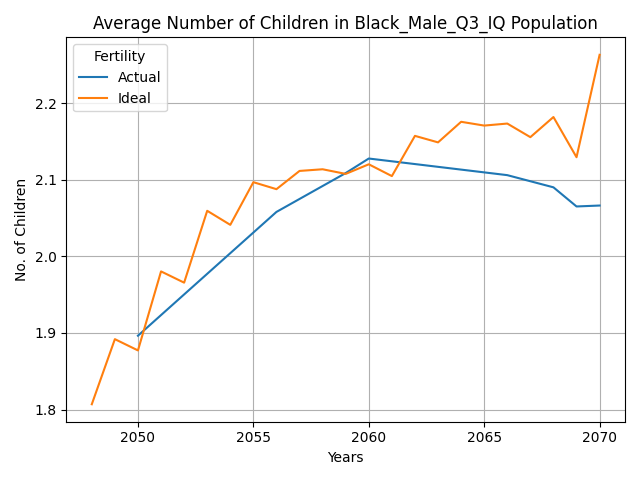 Average Number of Children in Black_Male_Q3_IQ Population
Fertility
Actual
Ideal
No. of Children
2.2
2.1
2.0
1.9
1.8
2050
2055
2060
2065
2070
Years